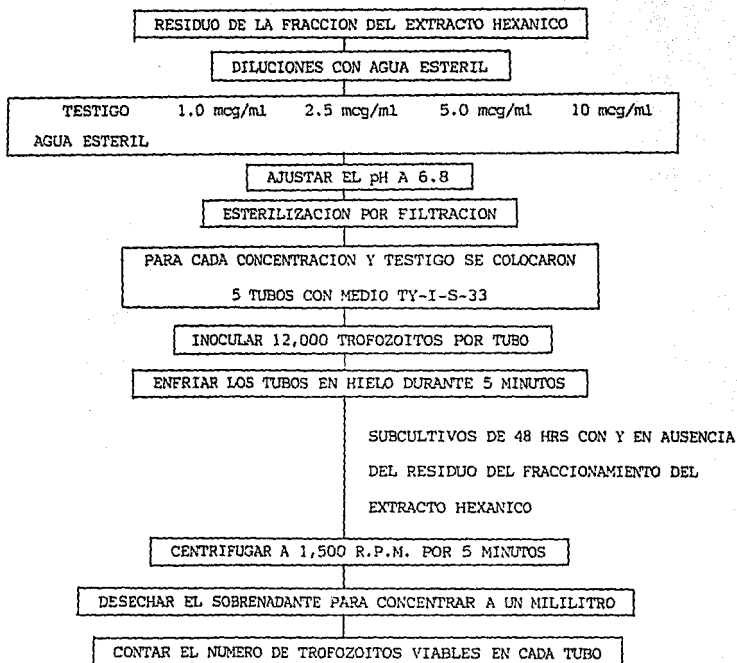 RESIDUO DE LA FRACCION DEL EXTRACTO HEXANICO
DILUCIONES CON AGUA ESTERIL
TESTIGO 1.0 mcg/ml 2.5 mcg/ml 5.0 mcg/ml 10 mcg/ml
AGUA ESTERIL
AJUSTAR EL pH A 6.8
ESTERILIZACION POR FILTRACION
PARA CADA CONCENTRACION Y TESTIGO SE COLOCARON
5 TUBOS CON MEDIO TY-I-S-33
INOCULAR 12,000 TROFOZOITOS POR TUBO
ENFRIAR LOS TUBOS EN HIELO DURANTE 5 MINUTOS
SUBCULTIVOS DE 48 HRS CON Y EN AUSENCIA
DEL RESIDUO DEL FRACCIONAMIENTO DEL
EXTRACTO HEXANICO
CENTRIFUGAR A 1,500 R.P.M. POR 5 MINUTOS
DESECHAR EL SOBRENADANTE PARA CONCENTRAR A UN MILILITRO
CONTAR EL NUMERO DE TROFOZOITOS VIABLES EN CADA TUBO